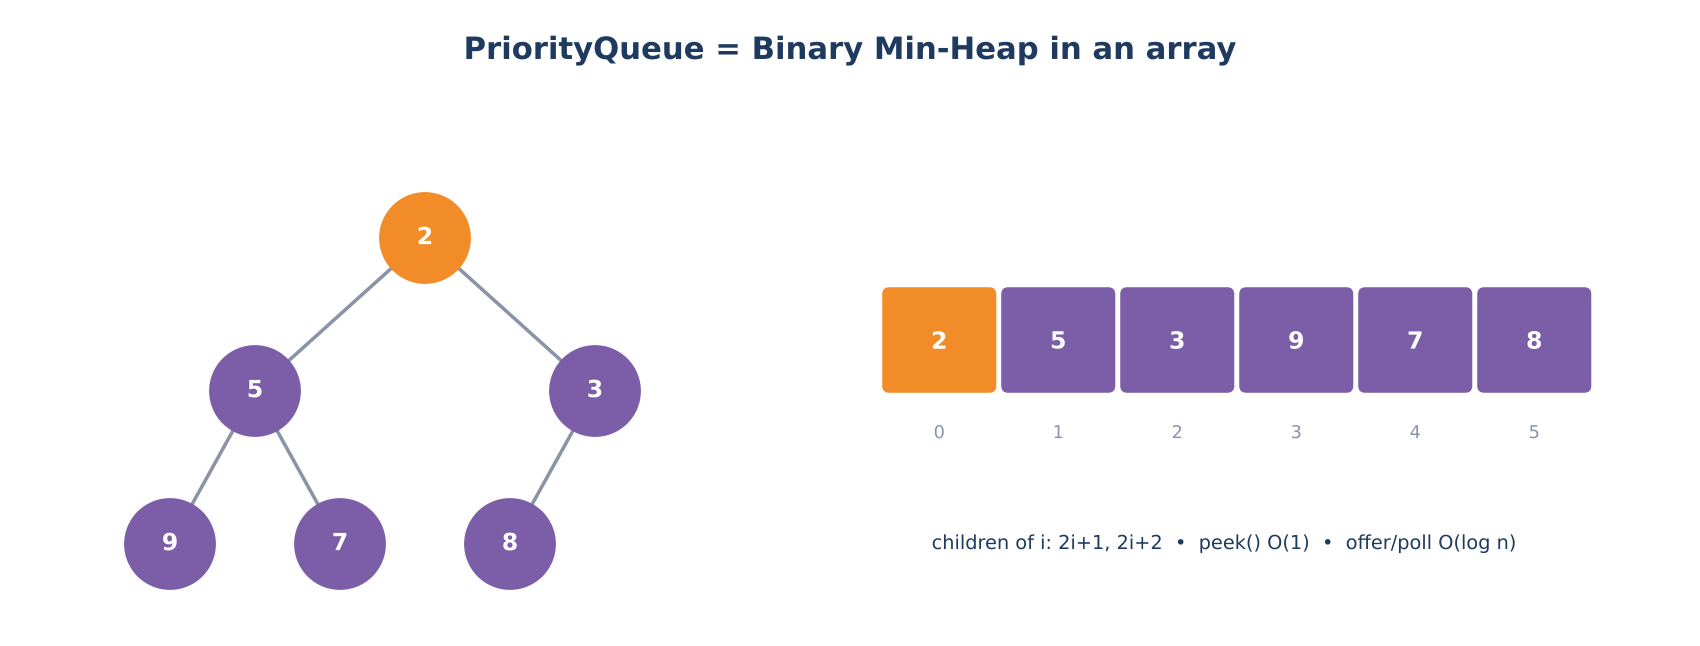 PriorityQueue = Binary Min-Heap in an array
2
5 3
9 7 8
2 5 3 9 7 8
0 1 2 3 4 5
children of i: 2i+1, 2i+2 • peek() O(1) • offer/poll O(log n)